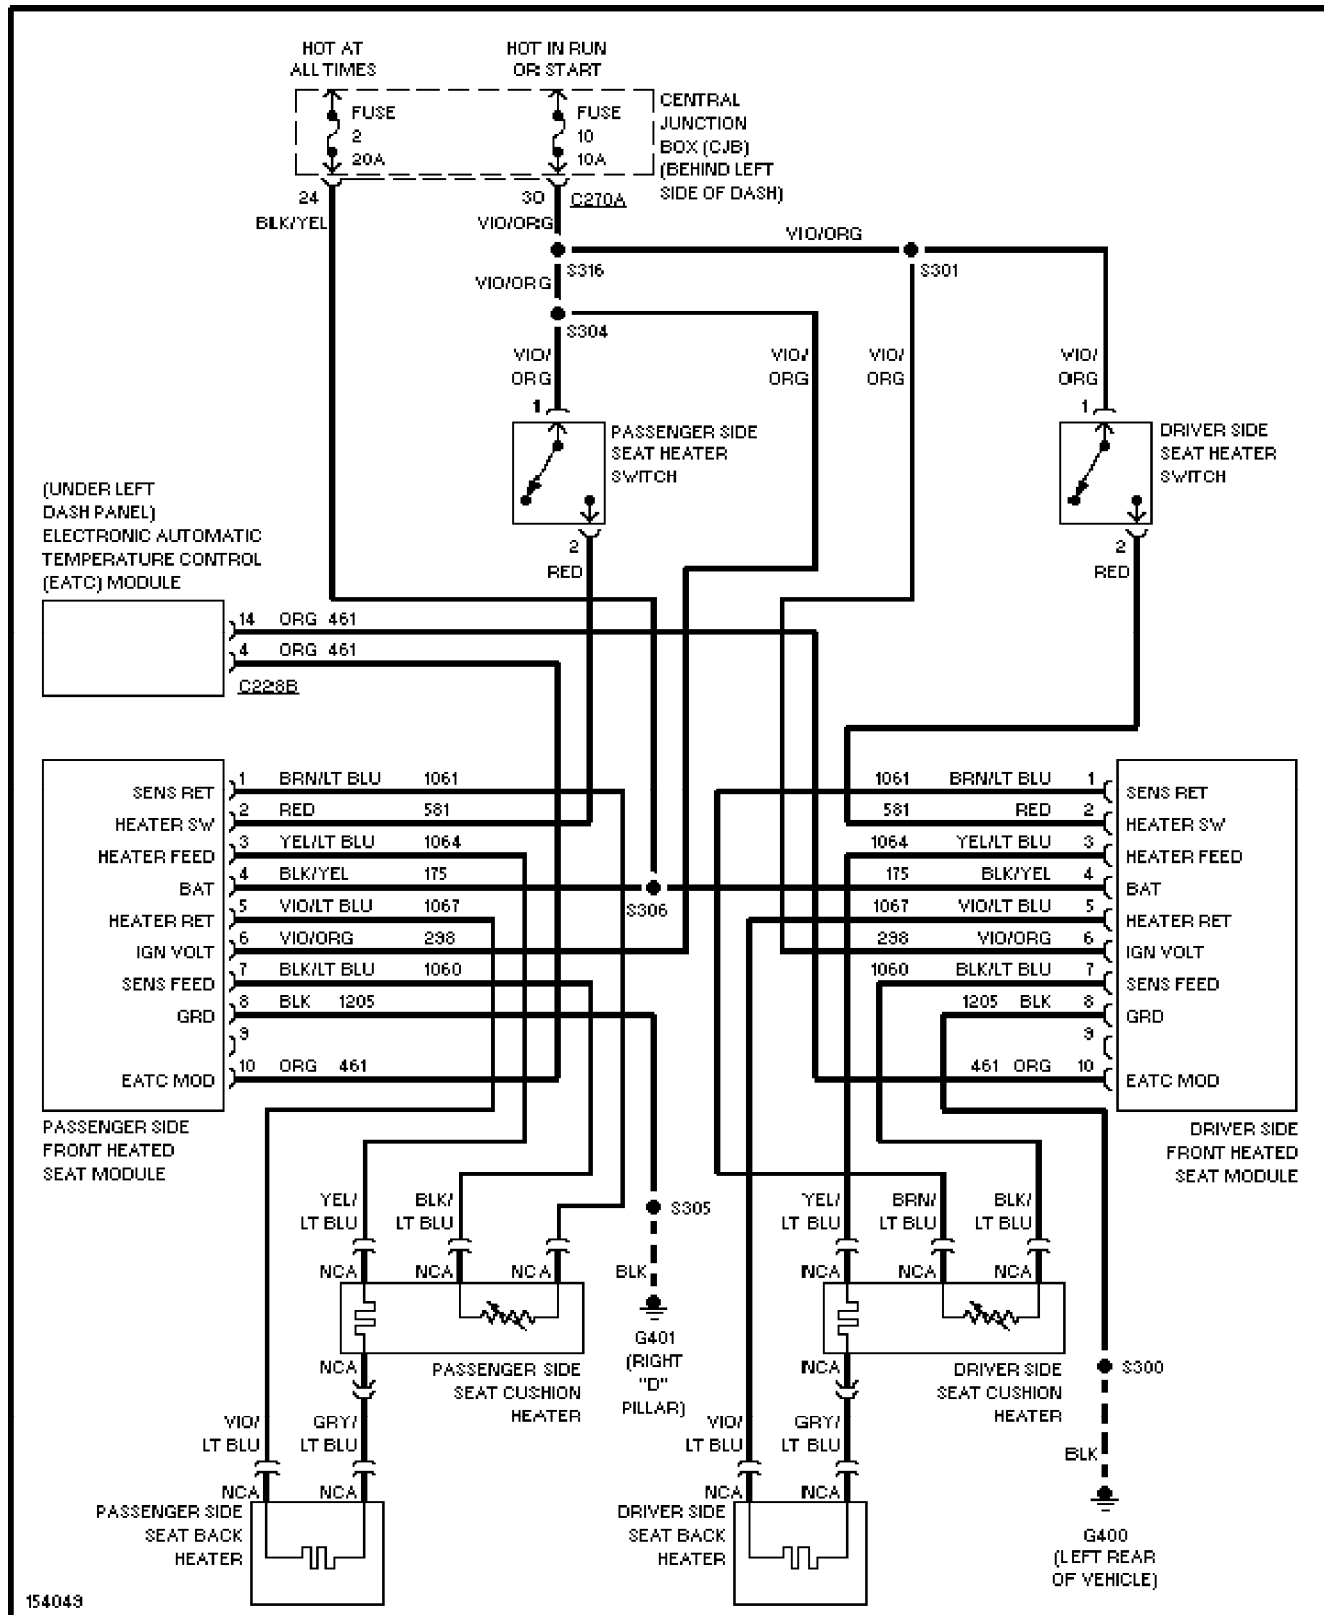 HOT AT
ALL TIMES
HOT IN RUN
OR START
FUSE
2
20A
FUSE
10
10A
CENTRAL
JUNCTION
BOX (CJB)
(BEHIND LEFT
SIDE OF DASH)
24
BLK/YEL
30
C270A
VIO/ORG
VIO/ORG
S316
S301
VIO/ORG
S304
VIO/
ORG
VIO/
ORG
VIO/
ORG
VIO/
ORG
1
PASSENGER SIDE
SEAT HEATER
SWITCH
2
RED
1
DRIVER SIDE
SEAT HEATER
SWITCH
2
RED
(UNDER LEFT
DASH PANEL)
ELECTRONIC AUTOMATIC
TEMPERATURE CONTROL
(EATC) MODULE
14 ORG 461
4 ORG 461
C228B
SENS RET 1 BRN/LT BLU 1061
HEATER SW 2 RED 581
HEATER FEED 3 YEL/LT BLU 1064
BAT 4 BLK/YEL 175
HEATER RET 5 VIO/LT BLU 1067
IGN VOLT 6 VIO/ORG 298
SENS FEED 7 BLK/LT BLU 1060
GRD 8 BLK 1205
9
EATC MOD 10 ORG 461
PASSENGER SIDE
FRONT HEATED
SEAT MODULE
S306
1061 BRN/LT BLU 1 SENS RET
581 RED 2 HEATER SW
1064 YEL/LT BLU 3 HEATER FEED
175 BLK/YEL 4 BAT
1067 VIO/LT BLU 5 HEATER RET
298 VIO/ORG 6 IGN VOLT
1060 BLK/LT BLU 7 SENS FEED
1205 BLK 8 GRD
9
461 ORG 10 EATC MOD
DRIVER SIDE
FRONT HEATED
SEAT MODULE
YEL/
LT BLU
BLK/
LT BLU
S305
YEL/
LT BLU
BRN/
LT BLU
BLK/
LT BLU
NCA
NCA
NCA
BLK
NCA
NCA
NCA
G401
(RIGHT
"D"
PILLAR)
NCA
PASSENGER SIDE
SEAT CUSHION
HEATER
NCA
DRIVER SIDE
SEAT CUSHION
HEATER
S300
VIO/
LT BLU
GRY/
LT BLU
VIO/
LT BLU
GRY/
LT BLU
BLK
NCA
NCA
NCA
NCA
PASSENGER SIDE
SEAT BACK
HEATER
DRIVER SIDE
SEAT BACK
HEATER
G400
(LEFT REAR
OF VEHICLE)
154049